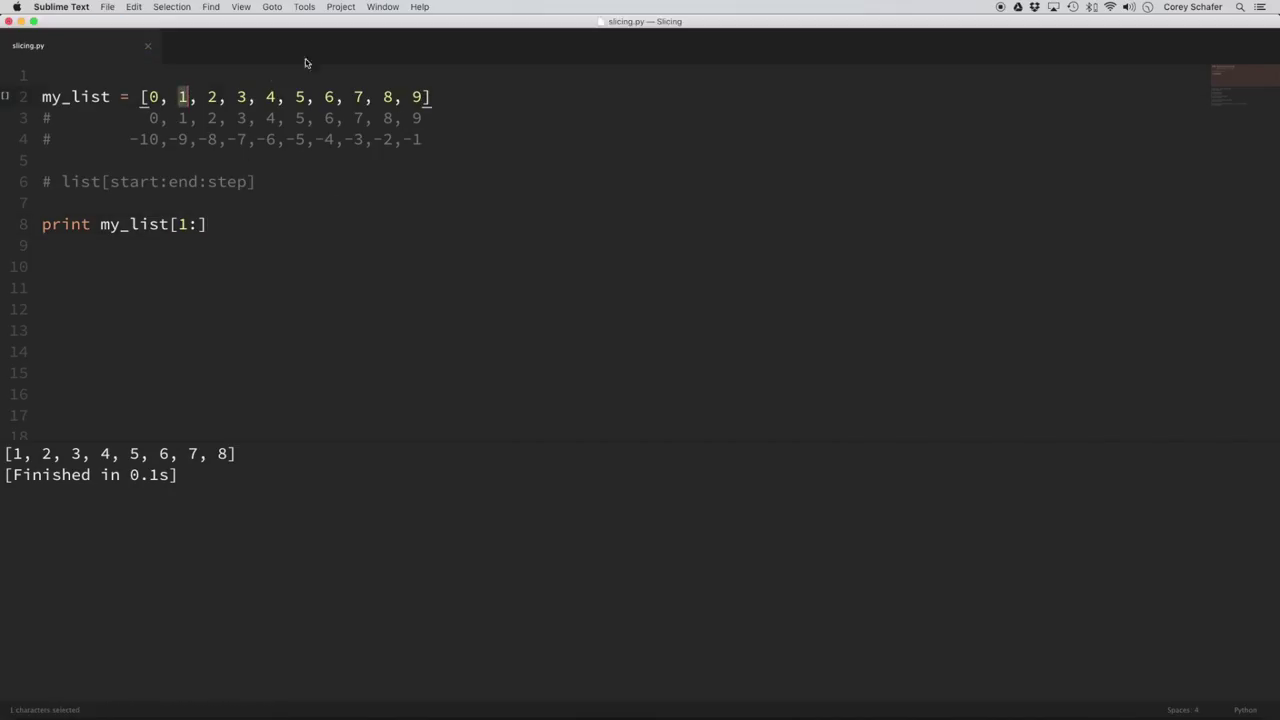 Sublime Text File Edit Selection Find View Goto Tools Project Window Help Corey Schafer
slicing.py — Slicing
slicing.py
1
2 my_list = [0, 1, 2, 3, 4, 5, 6, 7, 8, 9]
3 # 0, 1, 2, 3, 4, 5, 6, 7, 8, 9
4 # -10,-9,-8,-7,-6,-5,-4,-3,-2,-1
5
6 # list[start:end:step]
7
8 print my_list[1:]
9
10
11
12
13
14
15
16
17
18
[1, 2, 3, 4, 5, 6, 7, 8]
[Finished in 0.1s]
1 characters selected Spaces: 4 Python